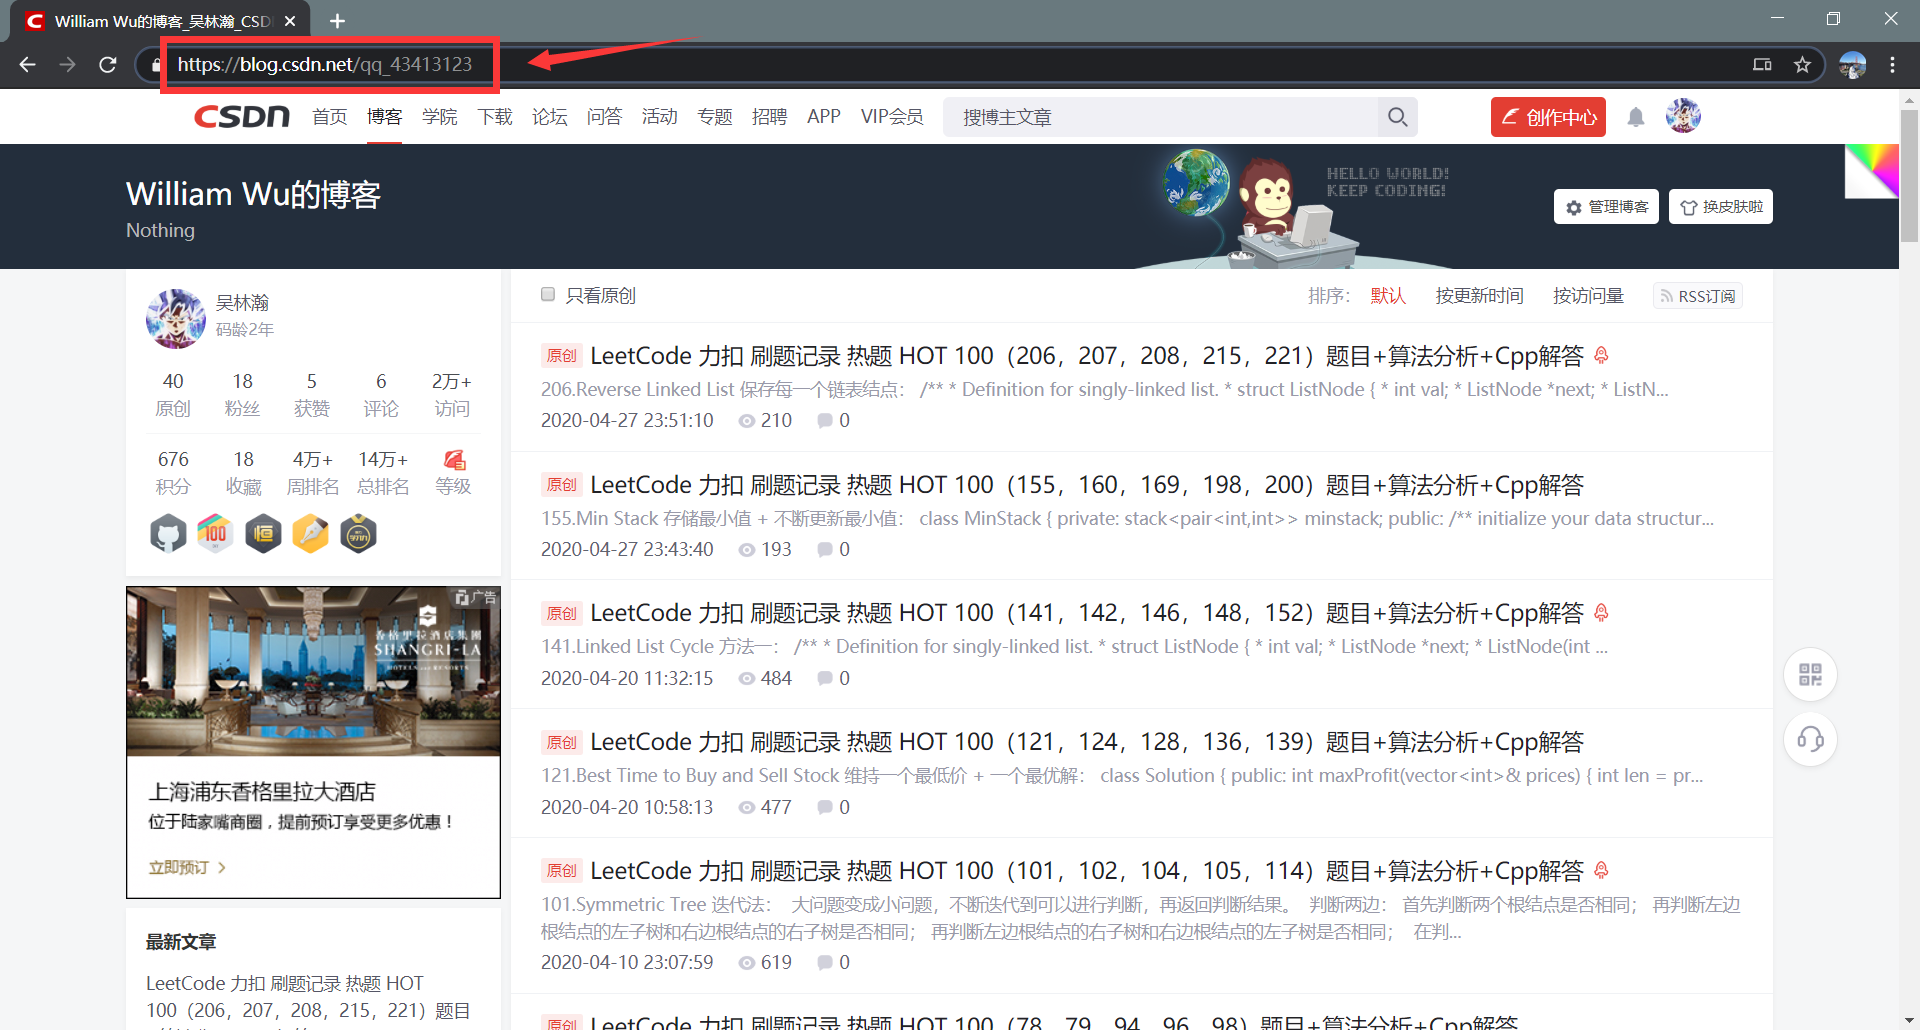 William Wu的博客_吴林瀚_CSD
https://blog.csdn.net/qq_43413123
CSDN 首页 博客 学院 下载 论坛 问答 活动 专题 招聘 APP VIP会员 搜博主文章 创作中心
HELLO WORLD!
KEEP CODING!
William Wu的博客
Nothing
管理博客 换皮肤啦
吴林瀚
码龄2年
40 18 5 6 2万+
原创 粉丝 获赞 评论 访问
676 18 4万+ 14万+
积分 收藏 周排名 总排名 等级
100
恒
广告
香格里拉酒店集團
SHANGRI-LA
HOTELS and RESORTS
上海浦东香格里拉大酒店
位于陆家嘴商圈，提前预订享受更多优惠！
立即预订 >
最新文章
LeetCode 力扣 刷题记录 热题 HOT
100（206，207，208，215，221）题目
只看原创 排序： 默认 按更新时间 按访问量 RSS订阅
原创 LeetCode 力扣 刷题记录 热题 HOT 100（206，207，208，215，221）题目+算法分析+Cpp解答
206.Reverse Linked List 保存每一个链表结点： /** * Definition for singly-linked list. * struct ListNode { * int val; * ListNode *next; * ListN...
2020-04-27 23:51:10 210 0
原创 LeetCode 力扣 刷题记录 热题 HOT 100（155，160，169，198，200）题目+算法分析+Cpp解答
155.Min Stack 存储最小值 + 不断更新最小值： class MinStack { private: stack<pair<int,int>> minstack; public: /** initialize your data structur...
2020-04-27 23:43:40 193 0
原创 LeetCode 力扣 刷题记录 热题 HOT 100（141，142，146，148，152）题目+算法分析+Cpp解答
141.Linked List Cycle 方法一： /** * Definition for singly-linked list. * struct ListNode { * int val; * ListNode *next; * ListNode(int ...
2020-04-20 11:32:15 484 0
原创 LeetCode 力扣 刷题记录 热题 HOT 100（121，124，128，136，139）题目+算法分析+Cpp解答
121.Best Time to Buy and Sell Stock 维持一个最低价 + 一个最优解： class Solution { public: int maxProfit(vector<int>& prices) { int len = pr...
2020-04-20 10:58:13 477 0
原创 LeetCode 力扣 刷题记录 热题 HOT 100（101，102，104，105，114）题目+算法分析+Cpp解答
101.Symmetric Tree 迭代法： 大问题变成小问题，不断迭代到可以进行判断，再返回判断结果。 判断两边： 首先判断两个根结点是否相同； 再判断左边
根结点的左子树和右边根结点的右子树是否相同； 再判断左边根结点的右子树和右边根结点的左子树是否相同； 在判...
2020-04-10 23:07:59 619 0
原创 LeetCode 力扣 刷题记录 热题 HOT 100（78，79，94，96，98）题目+算法分析+Cpp解答